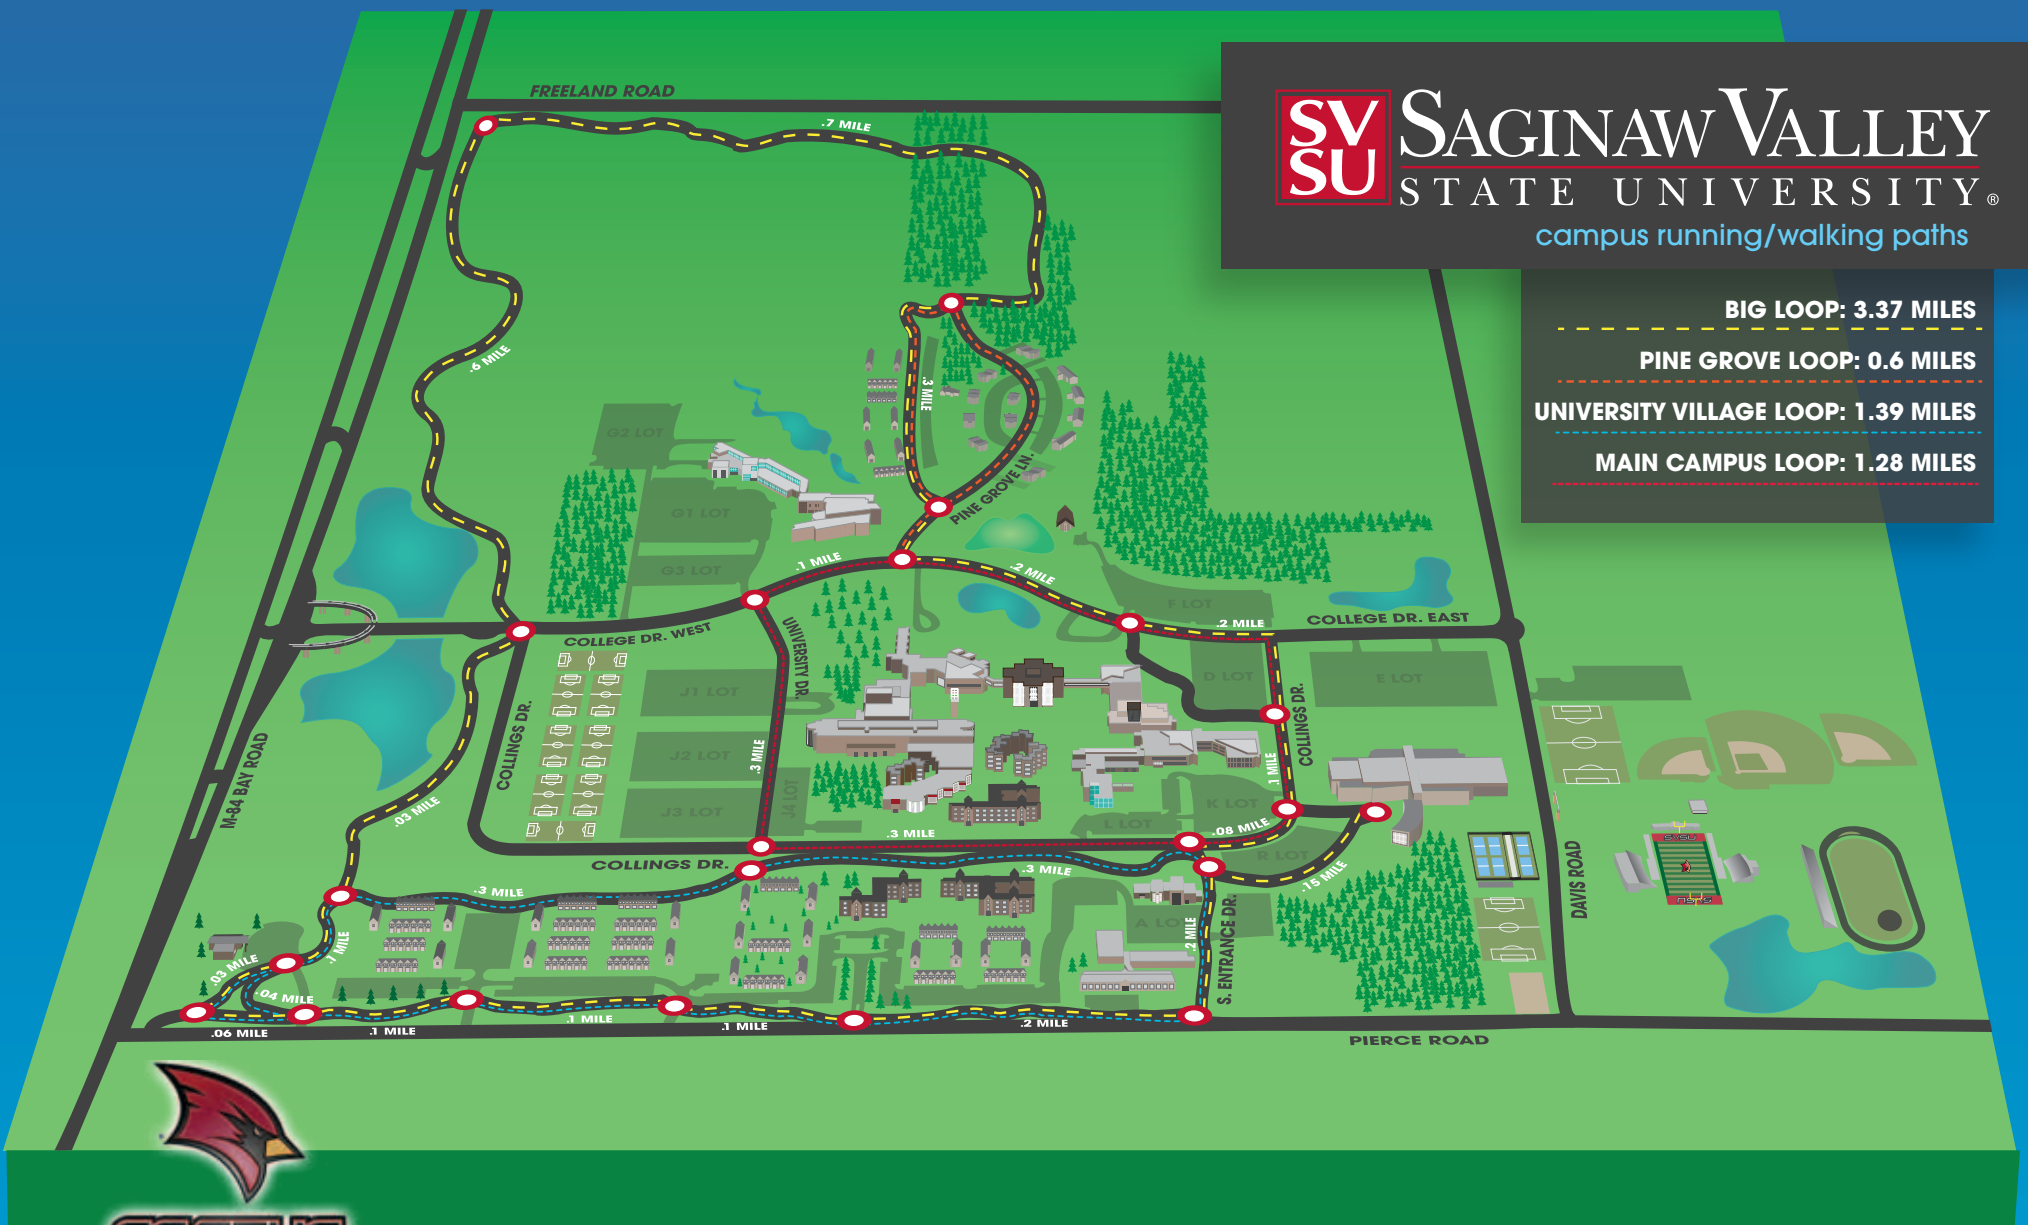 FREELAND ROAD
.7 MILE
SV
SU
SAGINAW VALLEY
STATE UNIVERSITY®
campus running/walking paths
BIG LOOP: 3.37 MILES
PINE GROVE LOOP: 0.6 MILES
UNIVERSITY VILLAGE LOOP: 1.39 MILES
MAIN CAMPUS LOOP: 1.28 MILES
.6 MILE
.3 MILE
G2 LOT
PINE GROVE LN.
G1 LOT
G3 LOT
.1 MILE
.2 MILE
F LOT
COLLEGE DR. WEST
UNIVERSITY DR.
.2 MILE
COLLEGE DR. EAST
J1 LOT
D LOT
E LOT
COLLINGS DR.
COLLINGS DR.
M-84 BAY ROAD
J2 LOT
.3 MILE
.1 MILE
J3 LOT
J4 LOT
.03 MILE
K LOT
L LOT
.3 MILE
.08 MILE
COLLINGS DR.
R LOT
.3 MILE
.3 MILE
.15 MILE
SVSU
SVSU
DAVIS ROAD
A LOT
.2 MILE
S. ENTRANCE DR.
.1 MILE
.03 MILE
.04 MILE
.06 MILE
.1 MILE
.1 MILE
.1 MILE
.2 MILE
PIERCE ROAD